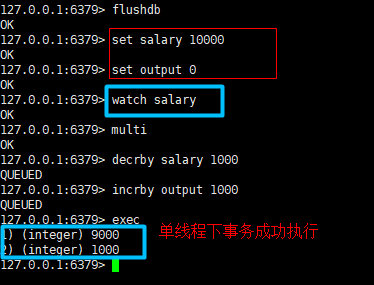 127.0.0.1:6379> flushdb
OK
127.0.0.1:6379> set salary 10000
OK
127.0.0.1:6379> set output 0
OK
127.0.0.1:6379> watch salary
OK
127.0.0.1:6379> multi
OK
127.0.0.1:6379> decrby salary 1000
QUEUED
127.0.0.1:6379> incrby output 1000
QUEUED
127.0.0.1:6379> exec
1) (integer) 9000 单线程下事务成功执行
2) (integer) 1000
127.0.0.1:6379>